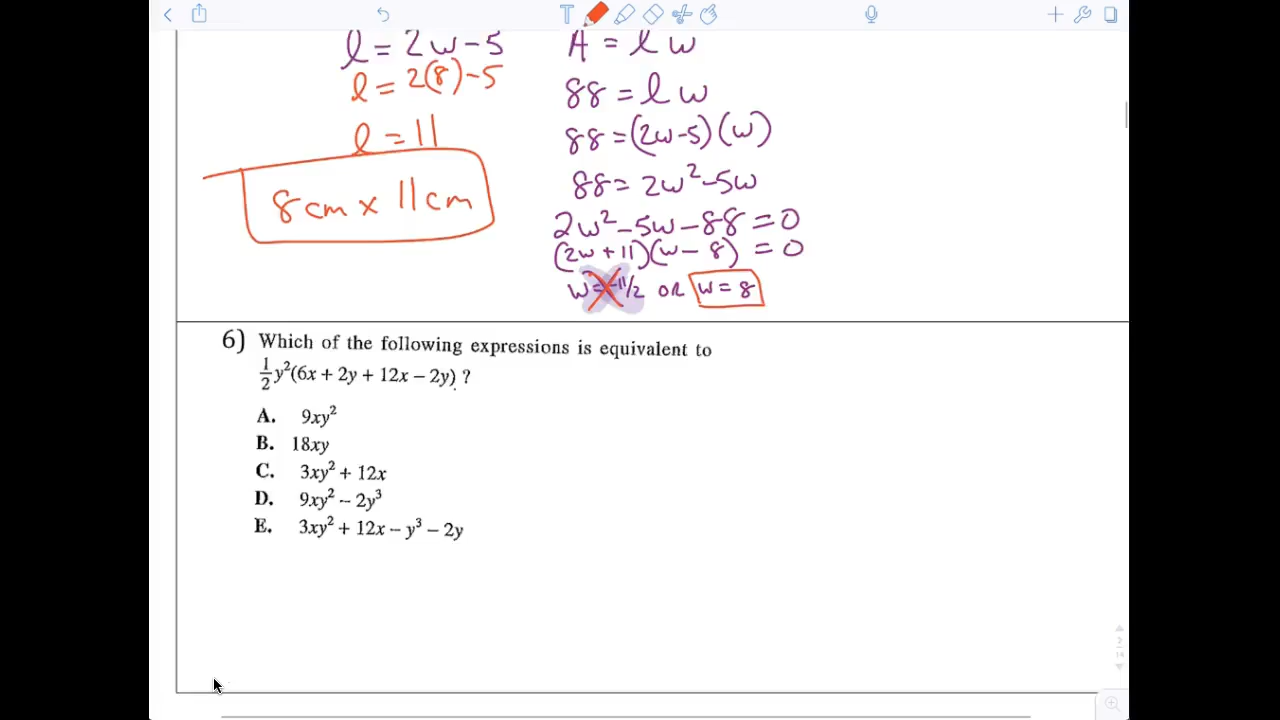 l = 2w - 5
l = 2(8) - 5
l = 11
8cm x 11cm
A = l w
88 = l w
88 = (2w-5)(w)
88 = 2w² - 5w
2w² - 5w - 88 = 0
(2w + 11)(w - 8) = 0
w = -11/2 OR w = 8
6) Which of the following expressions is equivalent to
½y²(6x + 2y + 12x − 2y) ?
A. 9xy²
B. 18xy
C. 3xy² + 12x
D. 9xy² − 2y³
E. 3xy² + 12x − y³ − 2y
2
14